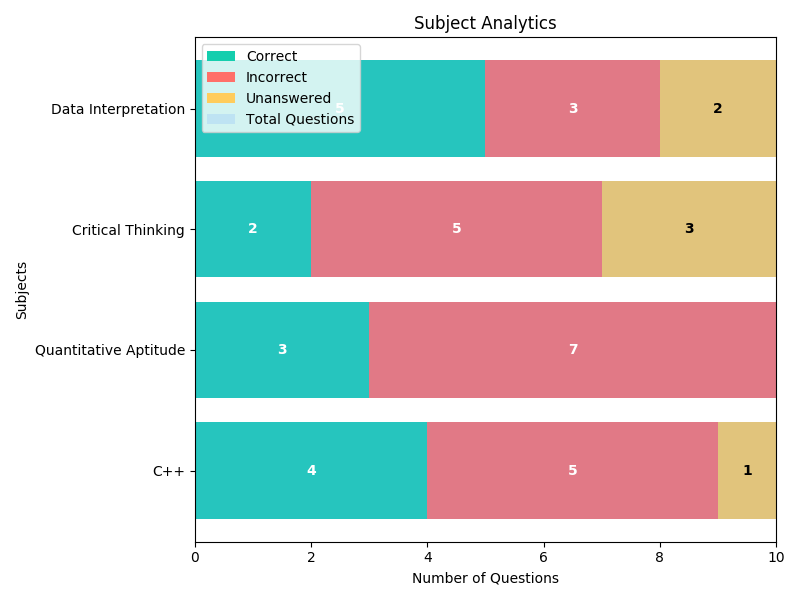 Subject Analytics
Correct
Incorrect
Unanswered
Total Questions
Data Interpretation
5 3 2
Critical Thinking
2 5 3
Quantitative Aptitude
3 7
C++
4 5 1
0 2 4 6 8 10
Number of Questions
Subjects